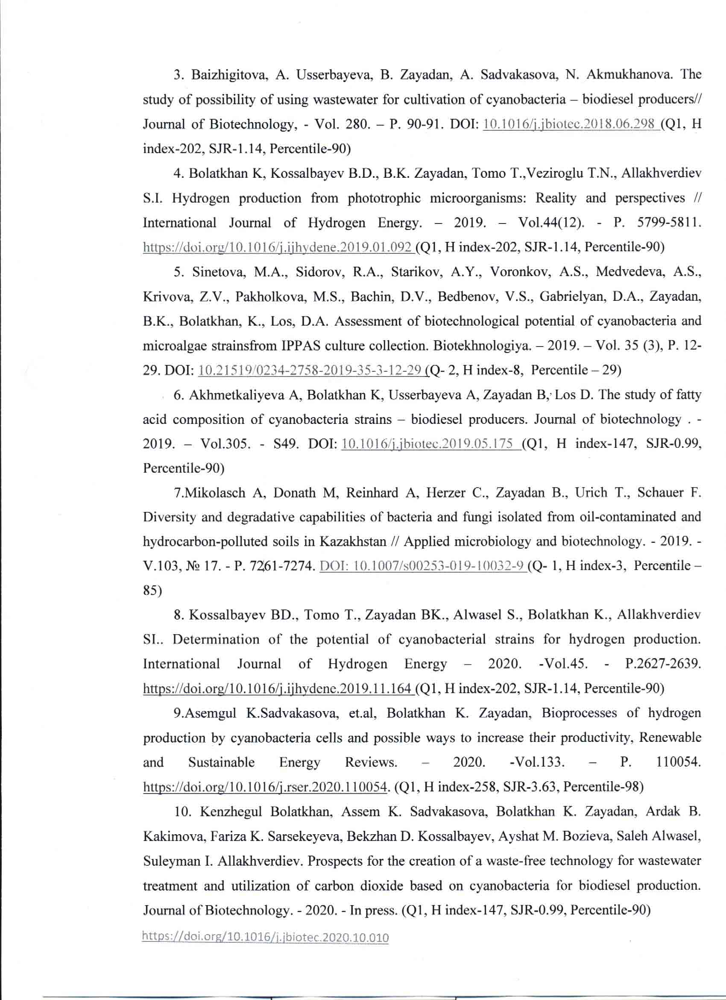 3. Baizhigitova, A. Usserbayeva, B. Zayadan, A. Sadvakasova, N. Akmukhanova. The
study of possibility of using wastewater for cultivation of cyanobacteria – biodiesel producers//
Journal of Biotechnology, - Vol. 280. – P. 90-91. DOI: 10.1016/j.jbiotec.2018.06.298 (Q1, H
index-202, SJR-1.14, Percentile-90)
4. Bolatkhan K, Kossalbayev B.D., B.K. Zayadan, Tomo T.,Veziroglu T.N., Allakhverdiev
S.I. Hydrogen production from phototrophic microorganisms: Reality and perspectives //
International Journal of Hydrogen Energy. – 2019. – Vol.44(12). - P. 5799-5811.
https://doi.org/10.1016/j.ijhydene.2019.01.092 (Q1, H index-202, SJR-1.14, Percentile-90)
5. Sinetova, M.A., Sidorov, R.A., Starikov, A.Y., Voronkov, A.S., Medvedeva, A.S.,
Krivova, Z.V., Pakholkova, M.S., Bachin, D.V., Bedbenov, V.S., Gabrielyan, D.A., Zayadan,
B.K., Bolatkhan, K., Los, D.A. Assessment of biotechnological potential of cyanobacteria and
microalgae strainsfrom IPPAS culture collection. Biotekhnologiya. – 2019. – Vol. 35 (3), P. 12-
29. DOI: 10.21519/0234-2758-2019-35-3-12-29 (Q- 2, H index-8, Percentile – 29)
6. Akhmetkaliyeva A, Bolatkhan K, Usserbayeva A, Zayadan B, Los D. The study of fatty
acid composition of cyanobacteria strains – biodiesel producers. Journal of biotechnology . -
2019. – Vol.305. - S49. DOI: 10.1016/j.jbiotec.2019.05.175 (Q1, H index-147, SJR-0.99,
Percentile-90)
7.Mikolasch A, Donath M, Reinhard A, Herzer C., Zayadan B., Urich T., Schauer F.
Diversity and degradative capabilities of bacteria and fungi isolated from oil-contaminated and
hydrocarbon-polluted soils in Kazakhstan // Applied microbiology and biotechnology. - 2019. -
V.103, № 17. - P. 7261-7274. DOI: 10.1007/s00253-019-10032-9 (Q- 1, H index-3, Percentile –
85)
8. Kossalbayev BD., Tomo T., Zayadan BK., Alwasel S., Bolatkhan K., Allakhverdiev
SI.. Determination of the potential of cyanobacterial strains for hydrogen production.
International Journal of Hydrogen Energy – 2020. -Vol.45. - P.2627-2639.
https://doi.org/10.1016/j.ijhydene.2019.11.164 (Q1, H index-202, SJR-1.14, Percentile-90)
9.Asemgul K.Sadvakasova, et.al, Bolatkhan K. Zayadan, Bioprocesses of hydrogen
production by cyanobacteria cells and possible ways to increase their productivity, Renewable
and Sustainable Energy Reviews. – 2020. -Vol.133. – P. 110054.
https://doi.org/10.1016/j.rser.2020.110054. (Q1, H index-258, SJR-3.63, Percentile-98)
10. Kenzhegul Bolatkhan, Assem K. Sadvakasova, Bolatkhan K. Zayadan, Ardak B.
Kakimova, Fariza K. Sarsekeyeva, Bekzhan D. Kossalbayev, Ayshat M. Bozieva, Saleh Alwasel,
Suleyman I. Allakhverdiev. Prospects for the creation of a waste-free technology for wastewater
treatment and utilization of carbon dioxide based on cyanobacteria for biodiesel production.
Journal of Biotechnology. - 2020. - In press. (Q1, H index-147, SJR-0.99, Percentile-90)
https://doi.org/10.1016/j.jbiotec.2020.10.010